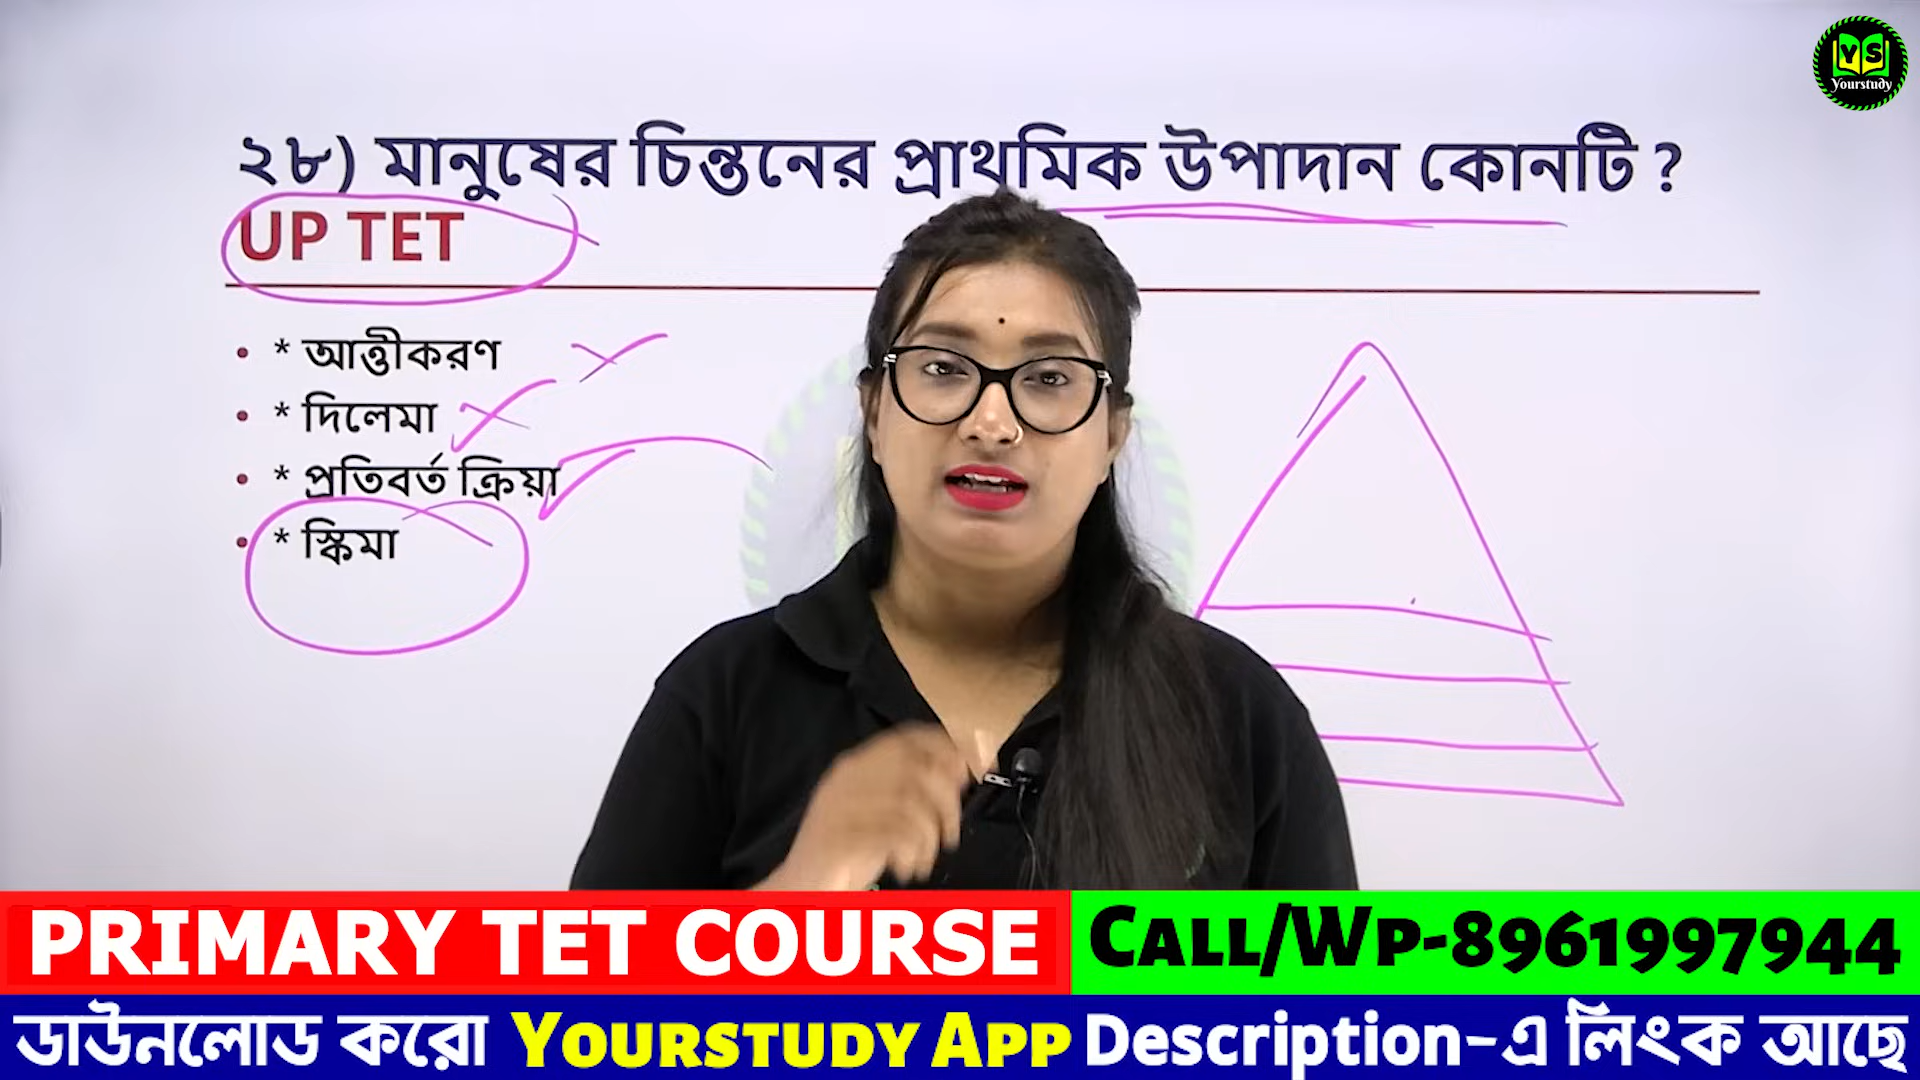 YS
Yourstudy
২৮) মানুষের চিন্তনের প্রাথমিক উপাদান কোনটি ?
UP TET
• * আত্তীকরণ
• * দিলেমা
• * প্রতিবর্ত ক্রিয়া
• * স্কিমা
PRIMARY TET COURSE
CALL/WP-8961997944
ডাউনলোড করো YOURSTUDY APP Description-এ লিংক আছে